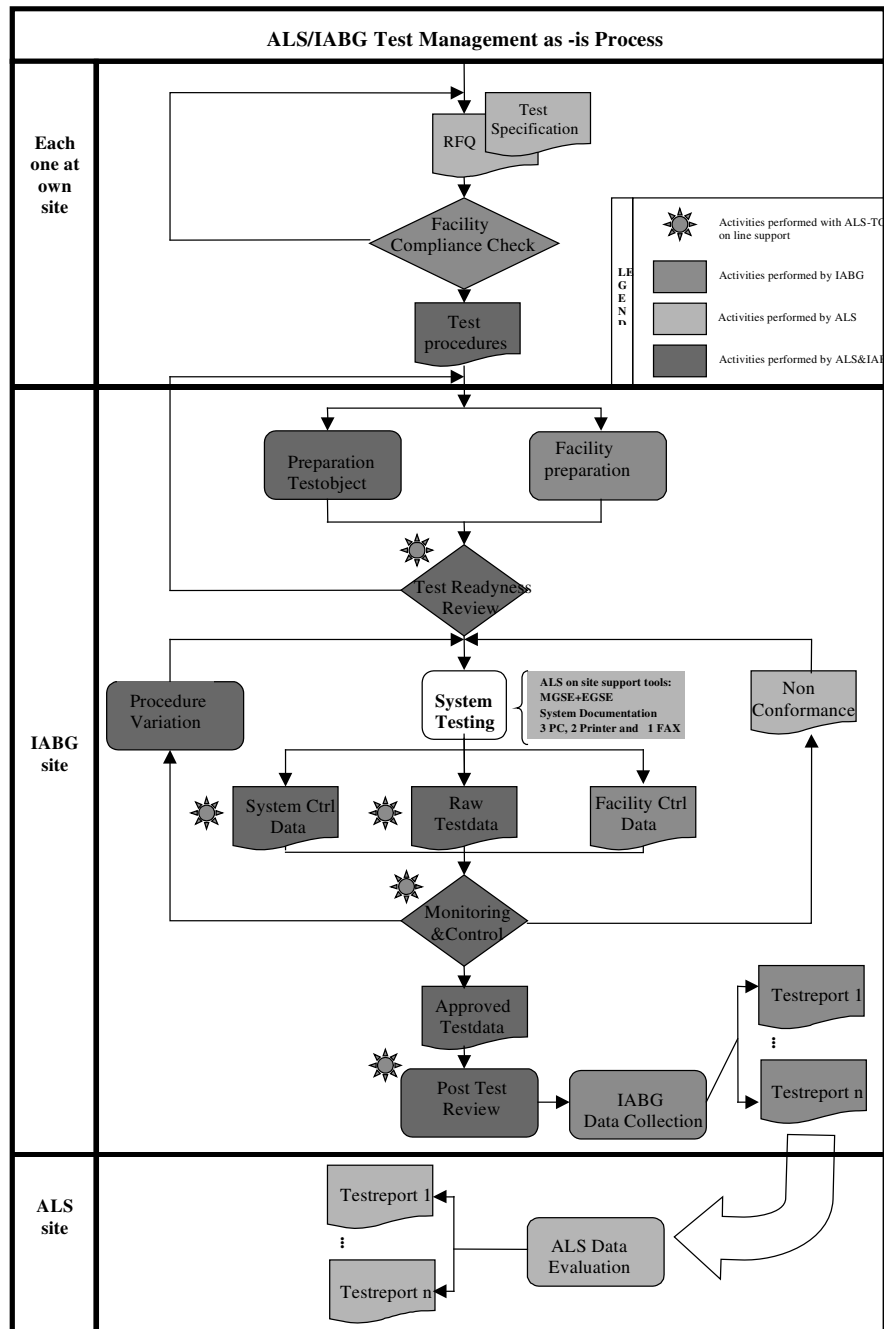 ALS/IABG Test Management as -is Process
Each
one at
own
site
Test
Specification
RFQ
Facility
Compliance Check
Test
procedures
LE
G
E
N
D
Activities performed with ALS-TO
on line support
Activities performed by IABG
Activities performed by ALS
Activities performed by ALS&IAB
IABG
site
Preparation
Testobject
Facility
preparation
Test Readyness
Review
Procedure
Variation
System
Testing
ALS on site support tools:
MGSE+EGSE
System Documentation
3 PC, 2 Printer and 1 FAX
Non
Conformance
System Ctrl
Data
Raw
Testdata
Facility Ctrl
Data
Monitoring
&Control
Approved
Testdata
Post Test
Review
IABG
Data Collection
Testreport 1
...
Testreport n
ALS
site
Testreport 1
...
Testreport n
ALS Data
Evaluation